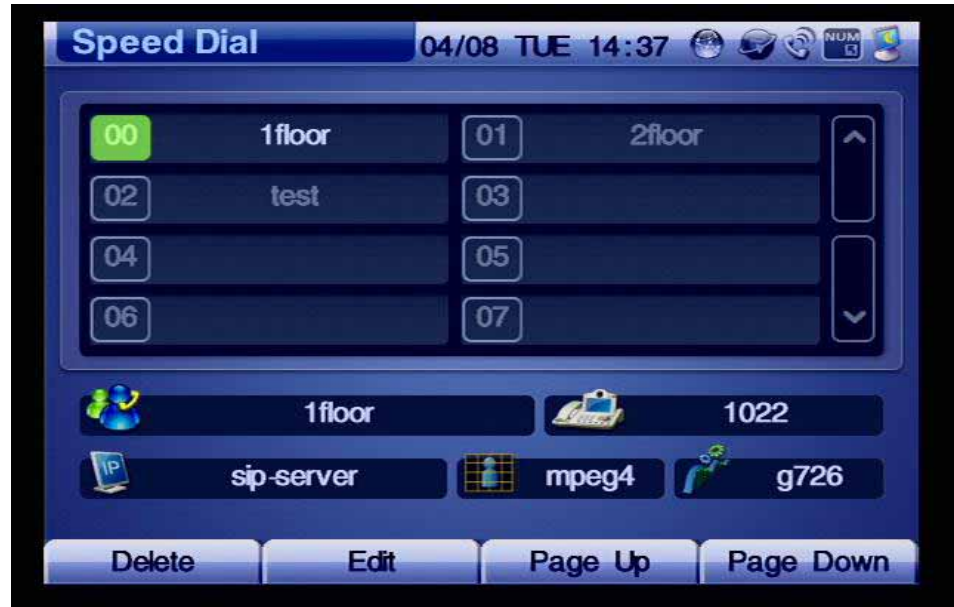 Speed Dial 04/08 TUE 14:37 NUM
00 1floor 01 2floor
02 test 03
04 05
06 07
1floor 1022
IP sip-server mpeg4 g726
Delete Edit Page Up Page Down